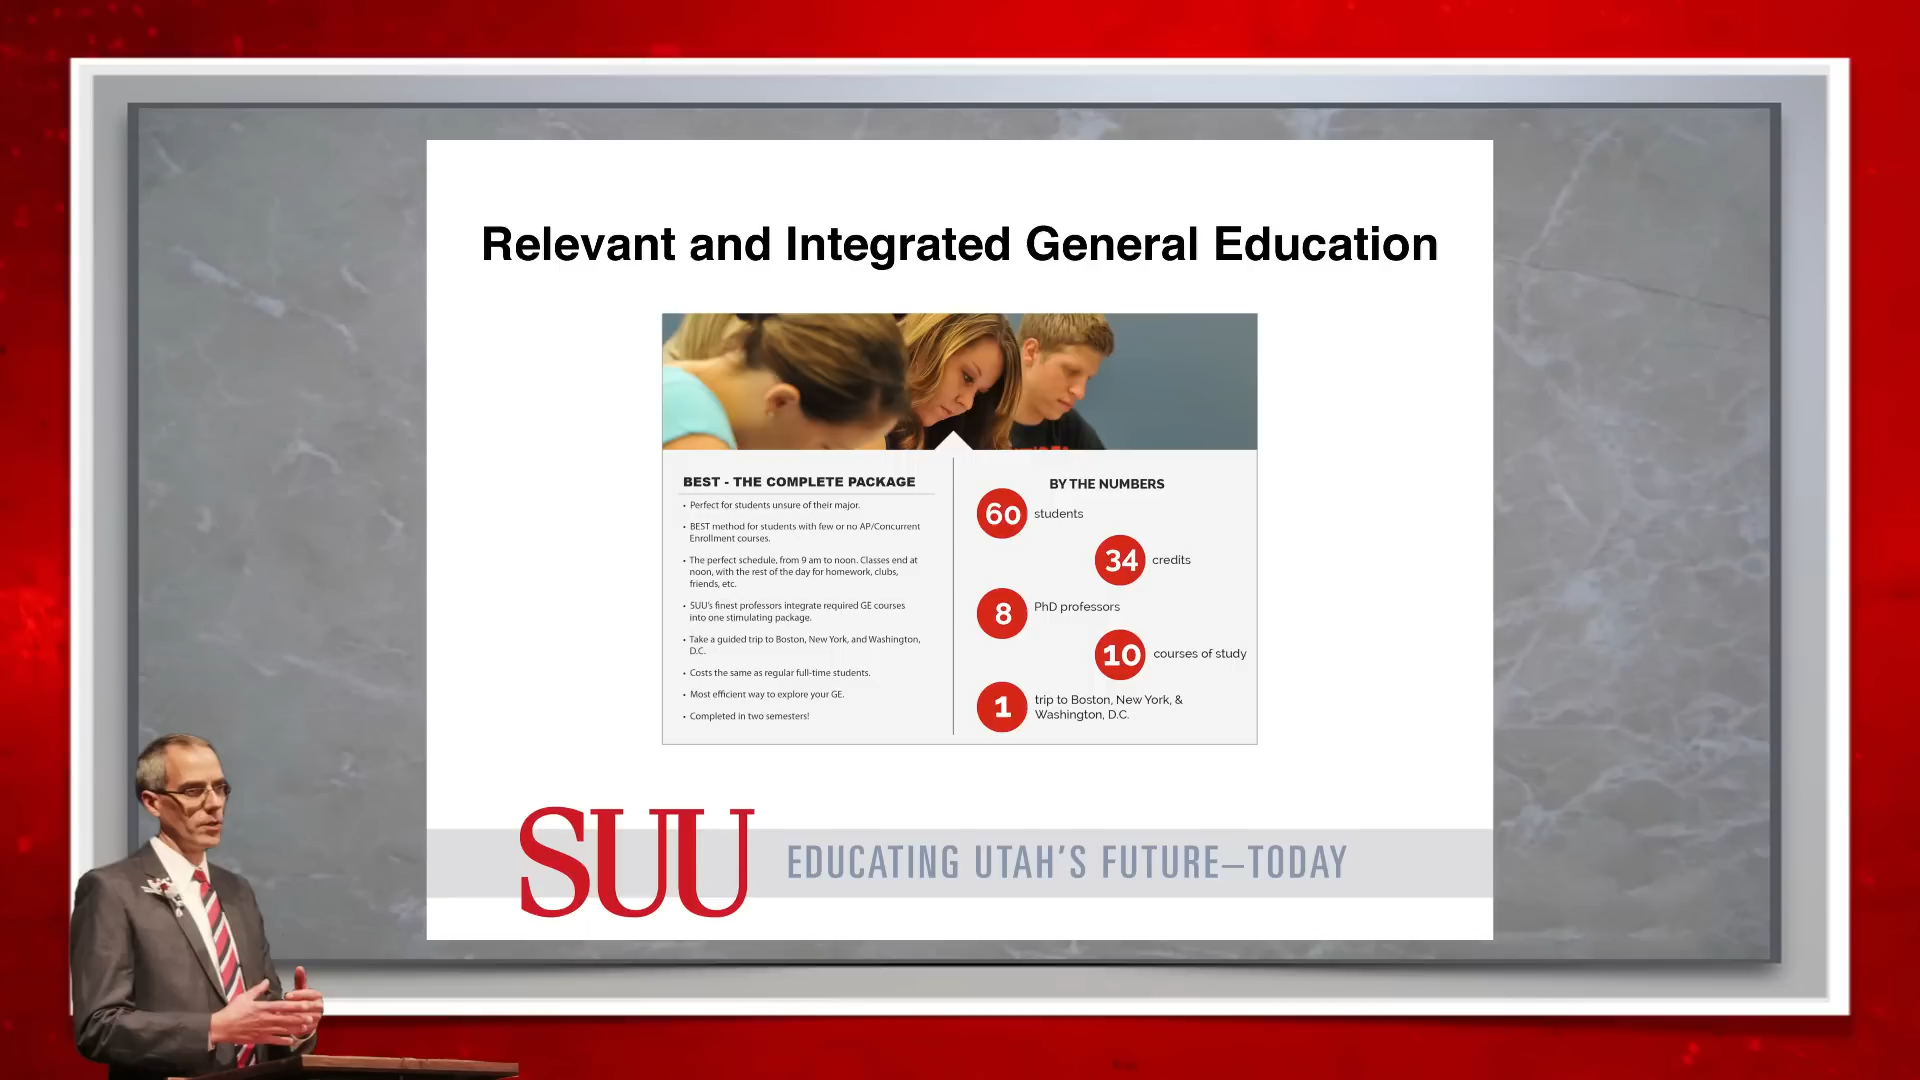 Relevant and Integrated General Education
BEST - THE COMPLETE PACKAGE
• Perfect for students unsure of their major.
• BEST method for students with few or no AP/Concurrent
Enrollment courses.
• The perfect schedule, from 9 am to noon. Classes end at
noon, with the rest of the day for homework, clubs,
friends, etc.
• SUU's finest professors integrate required GE courses
into one stimulating package.
• Take a guided trip to Boston, New York, and Washington,
D.C.
• Costs the same as regular full-time students.
• Most efficient way to explore your GE.
• Completed in two semesters!
BY THE NUMBERS
60 students
34 credits
8 PhD professors
10 courses of study
1 trip to Boston, New York, &
Washington, D.C.
SUU EDUCATING UTAH'S FUTURE—TODAY